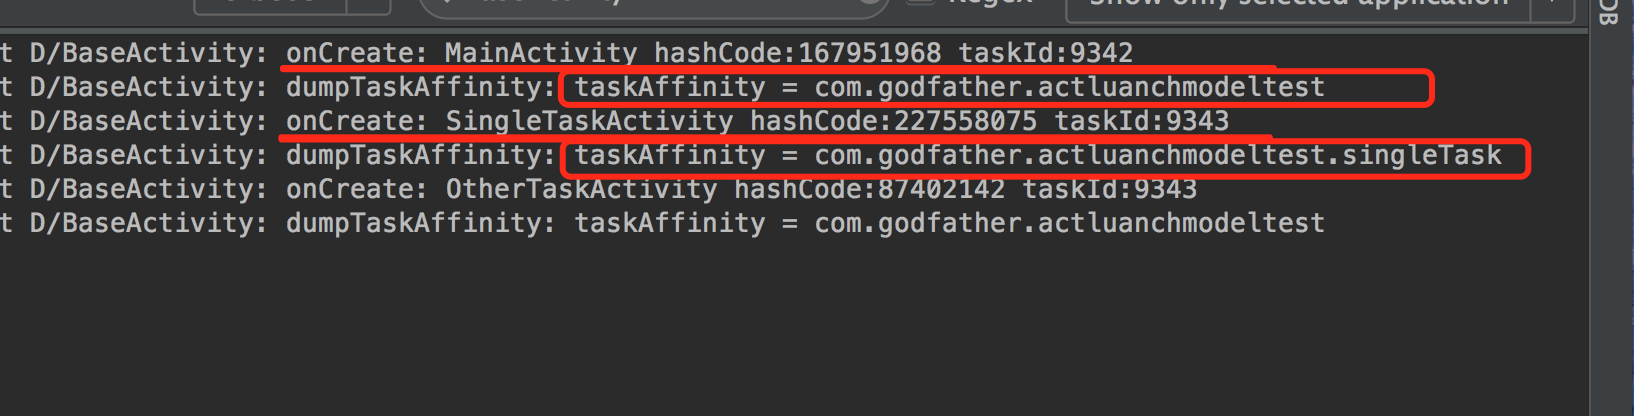 Regex
Show only selected application
t D/BaseActivity: onCreate: MainActivity hashCode:167951968 taskId:9342
t D/BaseActivity: dumpTaskAffinity: taskAffinity = com.godfather.actluanchmodeltest
t D/BaseActivity: onCreate: SingleTaskActivity hashCode:227558075 taskId:9343
t D/BaseActivity: dumpTaskAffinity: taskAffinity = com.godfather.actluanchmodeltest.singleTask
t D/BaseActivity: onCreate: OtherTaskActivity hashCode:87402142 taskId:9343
t D/BaseActivity: dumpTaskAffinity: taskAffinity = com.godfather.actluanchmodeltest